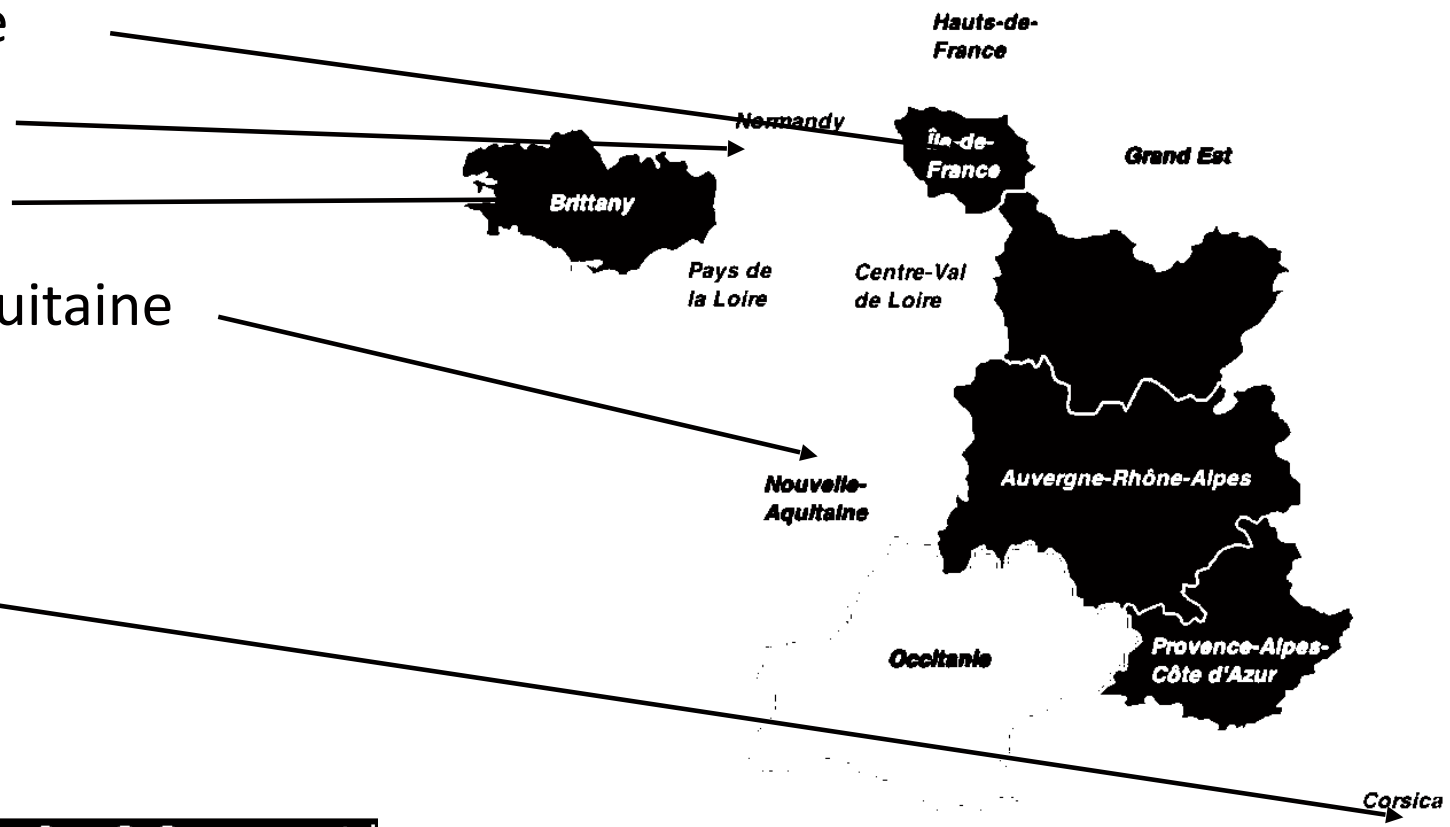 e
Hauts-de-
France
Normandy
Île-de-
France
Grand Est
Brittany
Pays de
la Loire
Centre-Val
de Loire
uitaine
Auvergne-Rhône-Alpes
Nouvelle-
Aquitaine
Occitanie
Provence-Alpes-
Côte d'Azur
Corsica